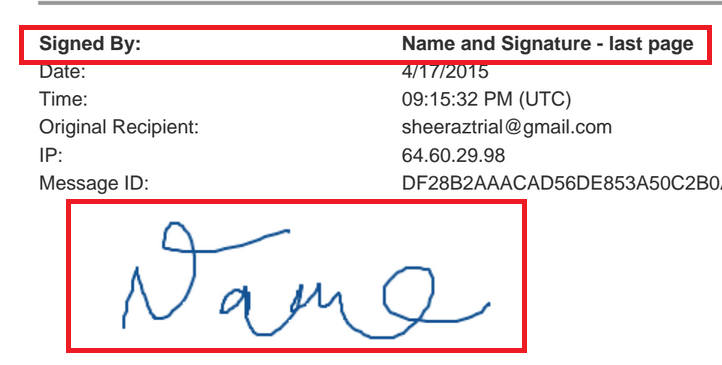 Signed By: Name and Signature - last page
Date: 4/17/2015
Time: 09:15:32 PM (UTC)
Original Recipient: sheeraztrial@gmail.com
IP: 64.60.29.98
Message ID: DF28B2AAACAD56DE853A50C2B0
Name